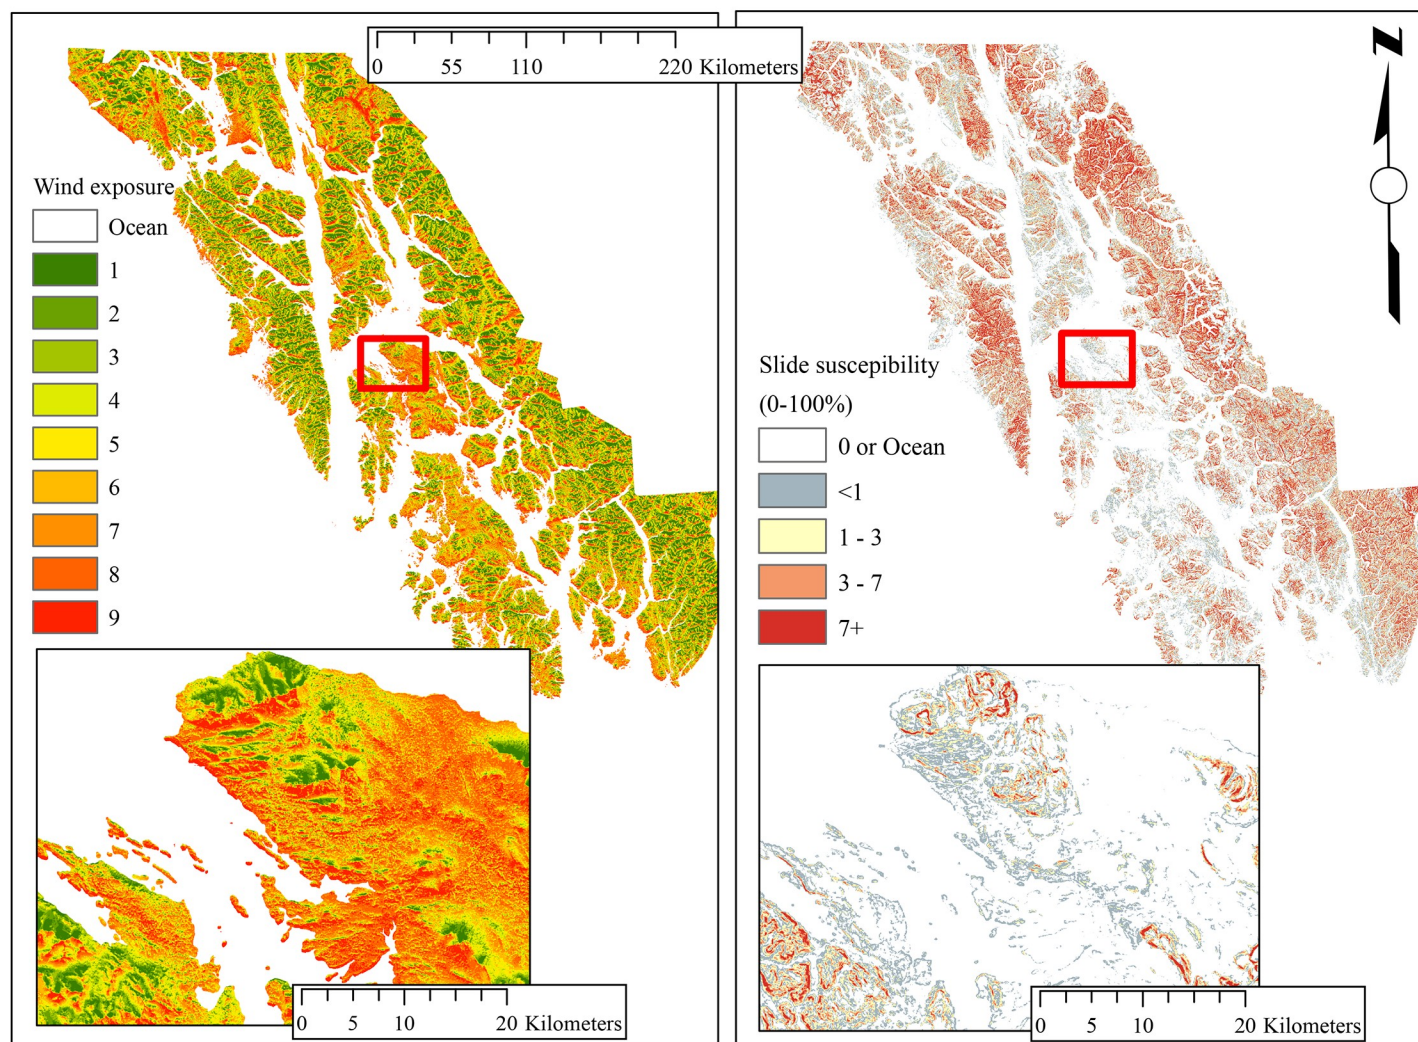 0 55 110 220 Kilometers
Wind exposure
Ocean
1
2
3
4
5
6
7
8
9
0 5 10 20 Kilometers
N
Slide suscepibility
(0-100%)
0 or Ocean
<1
1 - 3
3 - 7
7+
0 5 10 20 Kilometers